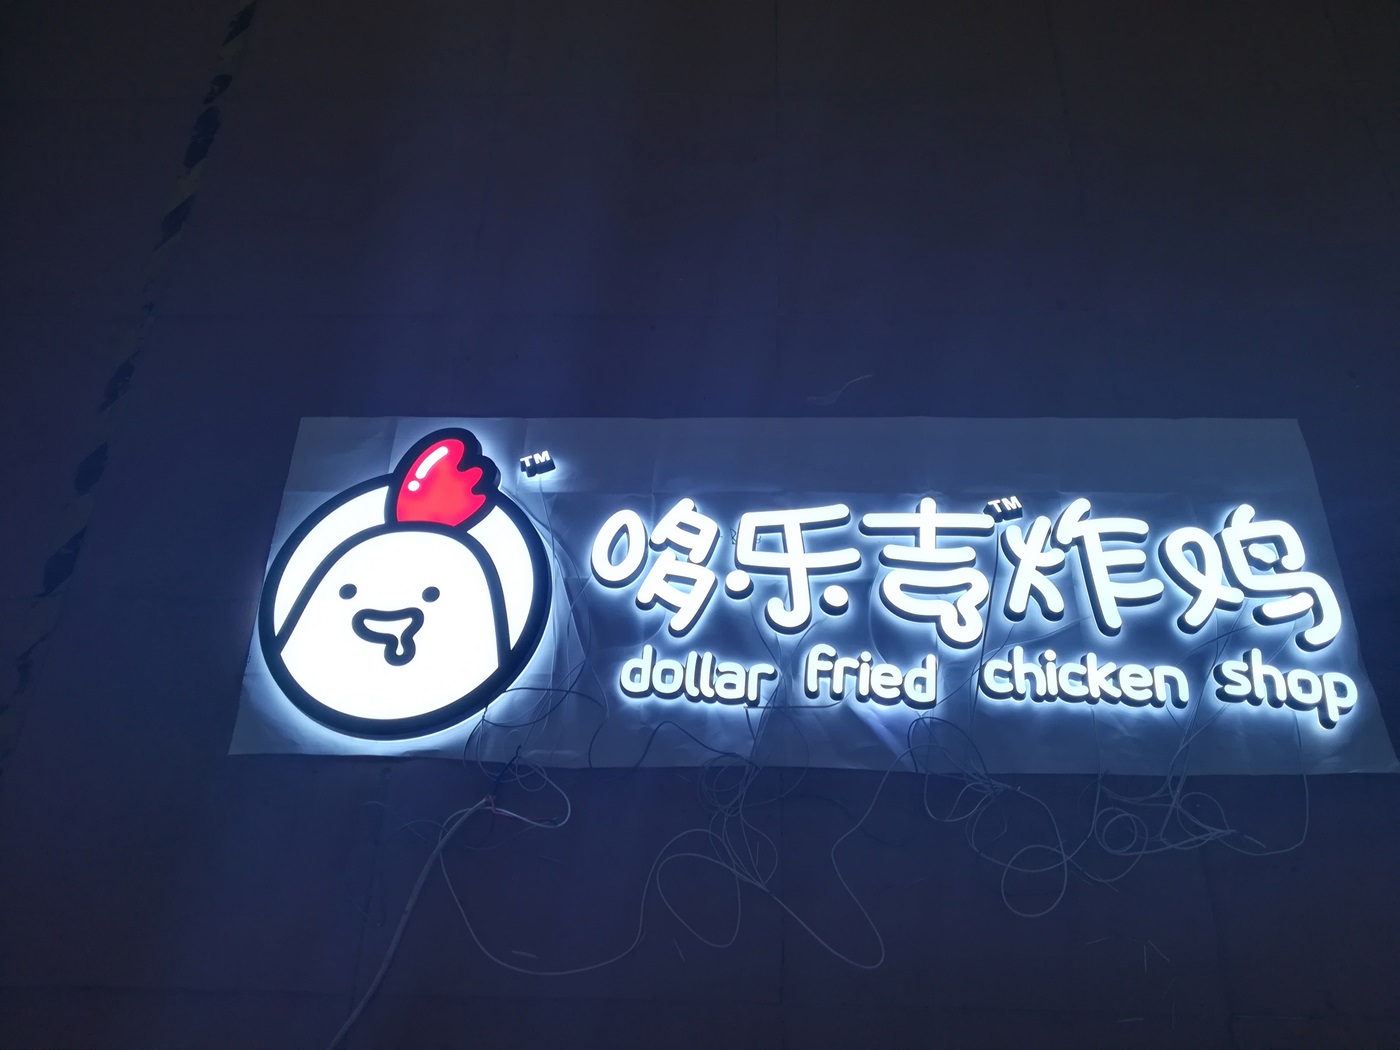 TM
哆乐吉TM炸鸡
dollar fried chicken shop